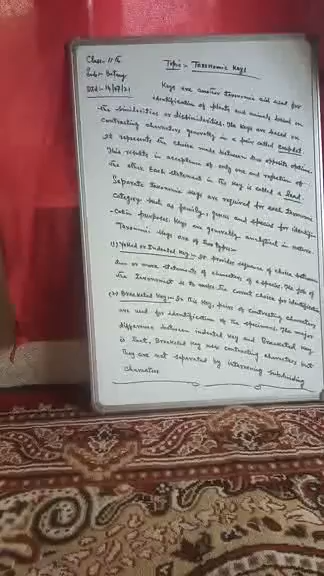 Class- 11th
Topic:- Taxonomic Keys
Sub:- Botany
Dtd:- 14/07/21
Keys are another taxonomic aid used for
identification of plants and animals based on
the similarities or dissimilarities. The keys are based on
contrasting characters generally in a pair called Couplet.
It represents the choice made between two opposite options.
This results in acceptance of only one and rejection of
the other. Each statement in the key is called a lead.
Separate taxonomic keys are required for each taxonomic
category such as family, genus and species for identifi-
cation purposes. Keys are generally analytical in nature.
Taxonomic Keys are of two types:-
(1) Yoked or Indented Key:- It provides sequence of choice between
two or more statements of characters of species. The job of
the taxonomist is to make the correct choice for identification
(2) Bracketed Key:- In this key, pairs of contrasting characters
are used for identification of the specimens. The major
difference between indented key and Bracketed key
is that, Bracketed key uses contrasting characters but
they are not separated by intervening subdividing
characters